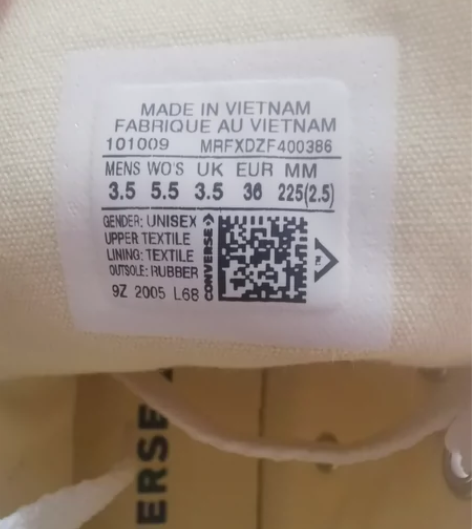 MADE IN VIETNAM
FABRIQUE AU VIETNAM
101009 MRFXDZF400386
MENS WO'S UK EUR MM
3.5 5.5 3.5 36 225(2.5)
GENDER: UNISEX
UPPER TEXTILE
LINING: TEXTILE
OUTSOLE: RUBBER
9Z 2005 L68
CONVERSE
ERSE